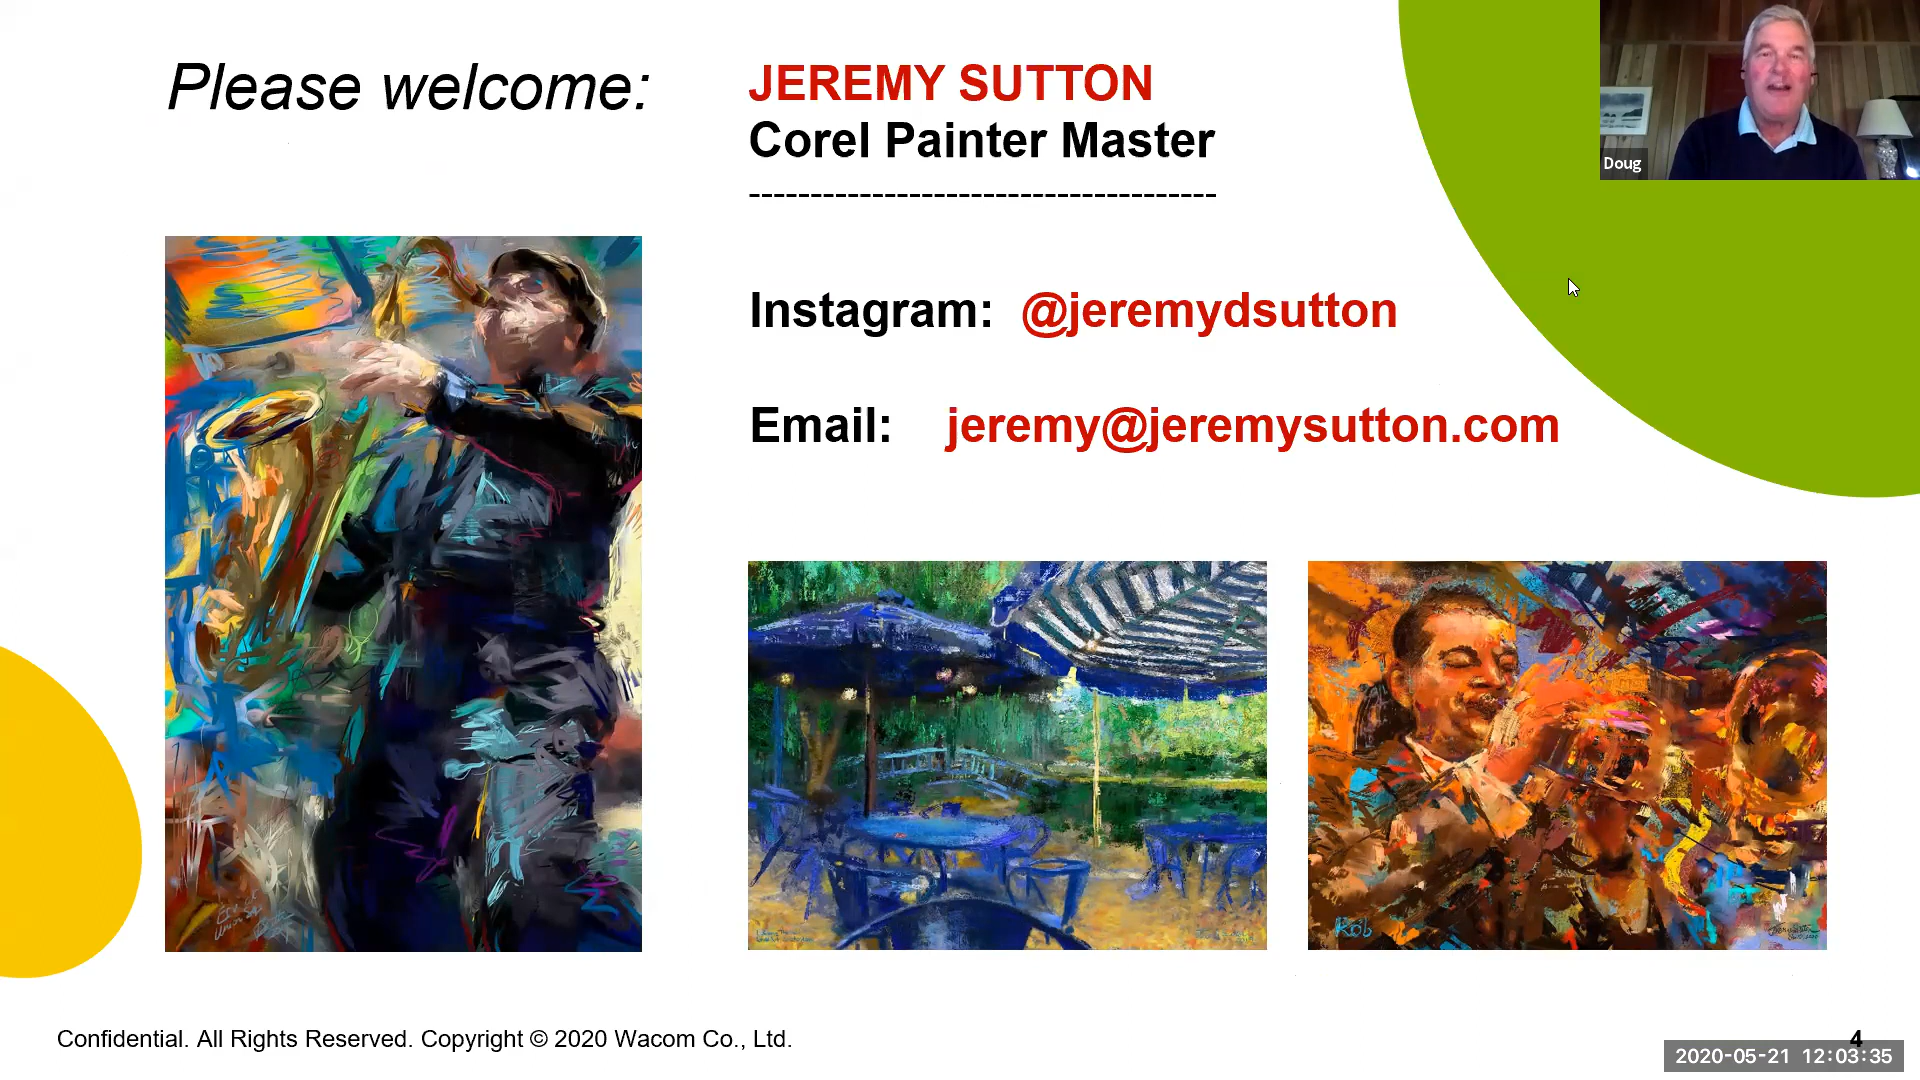 Please welcome:
JEREMY SUTTON
Corel Painter Master
--------------------------------------
Instagram: @jeremydsutton
Email: jeremy@jeremysutton.com
Doug
Rob
Confidential. All Rights Reserved. Copyright © 2020 Wacom Co., Ltd.
4
2020-05-21 12:03:35